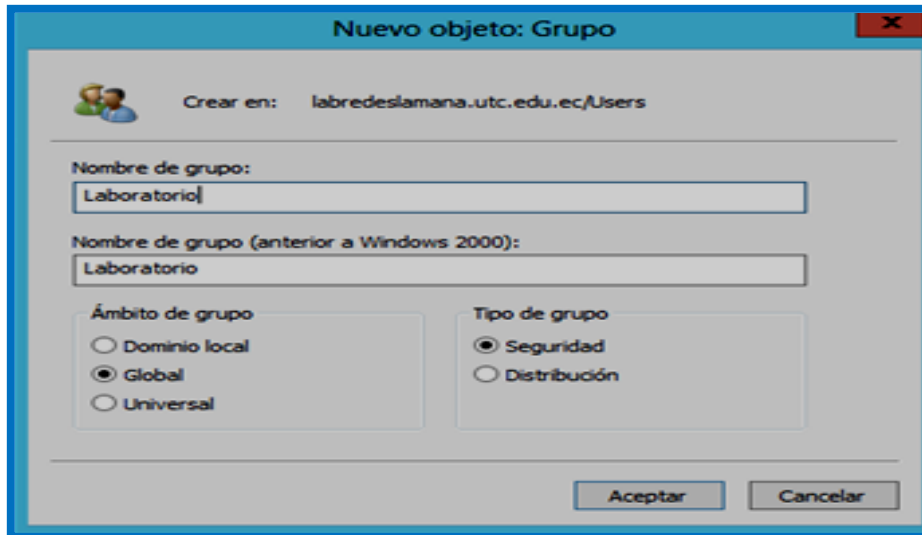 Nuevo objeto: Grupo
x
Crear en: labredeslamana.utc.edu.ec/Users
Nombre de grupo:
Laboratorio
Nombre de grupo (anterior a Windows 2000):
Laboratorio
Ámbito de grupo
Dominio local
Global
Universal
Tipo de grupo
Seguridad
Distribución
Aceptar
Cancelar